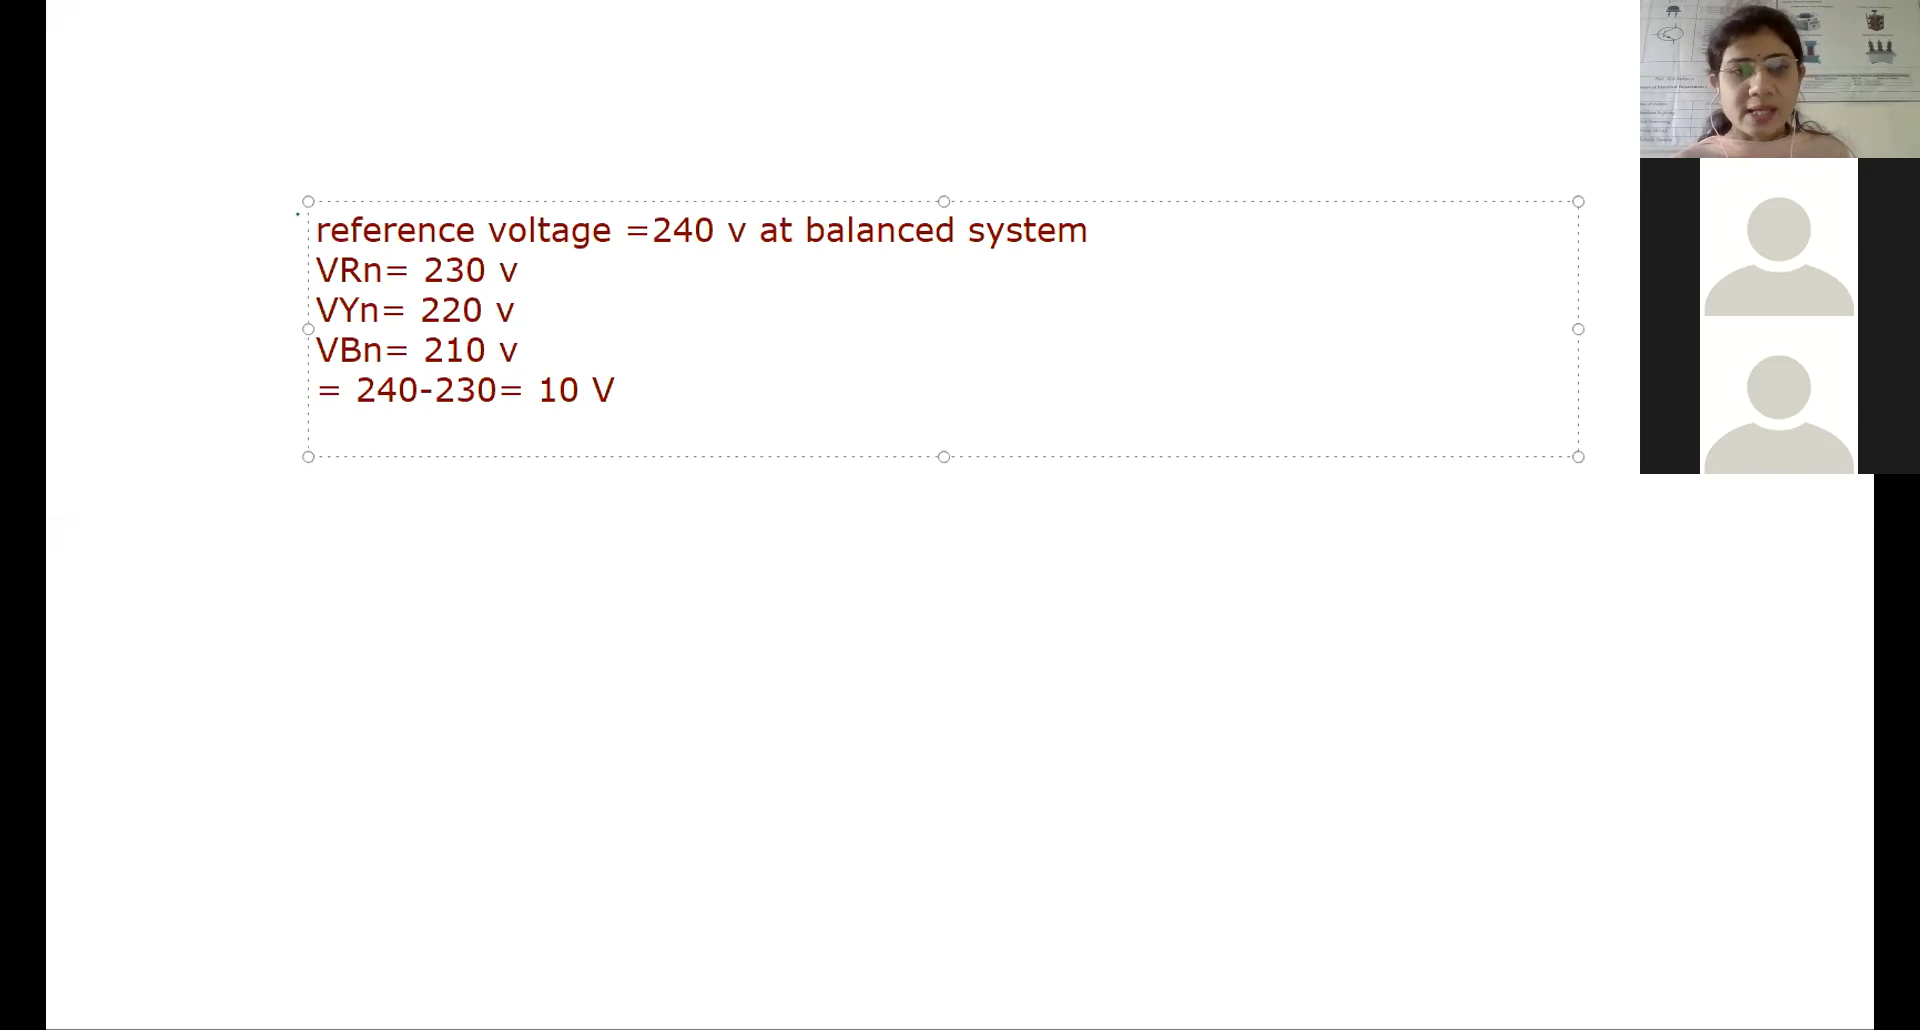 reference voltage =240 v at balanced system
VRn= 230 v
VYn= 220 v
VBn= 210 v
= 240-230= 10 V